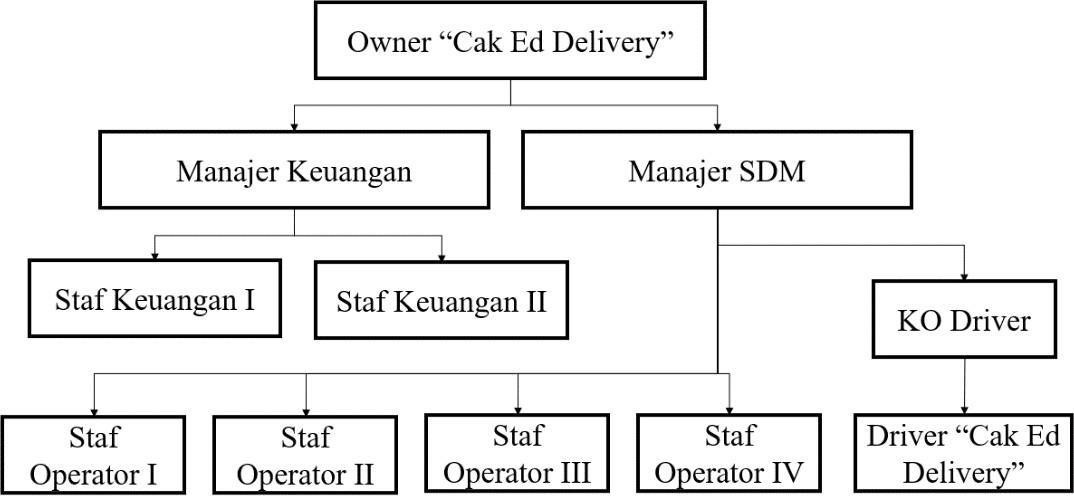 Owner “Cak Ed Delivery”
Manajer Keuangan
Manajer SDM
Staf Keuangan I
Staf Keuangan II
KO Driver
Staf
Operator I
Staf
Operator II
Staf
Operator III
Staf
Operator IV
Driver “Cak Ed
Delivery”